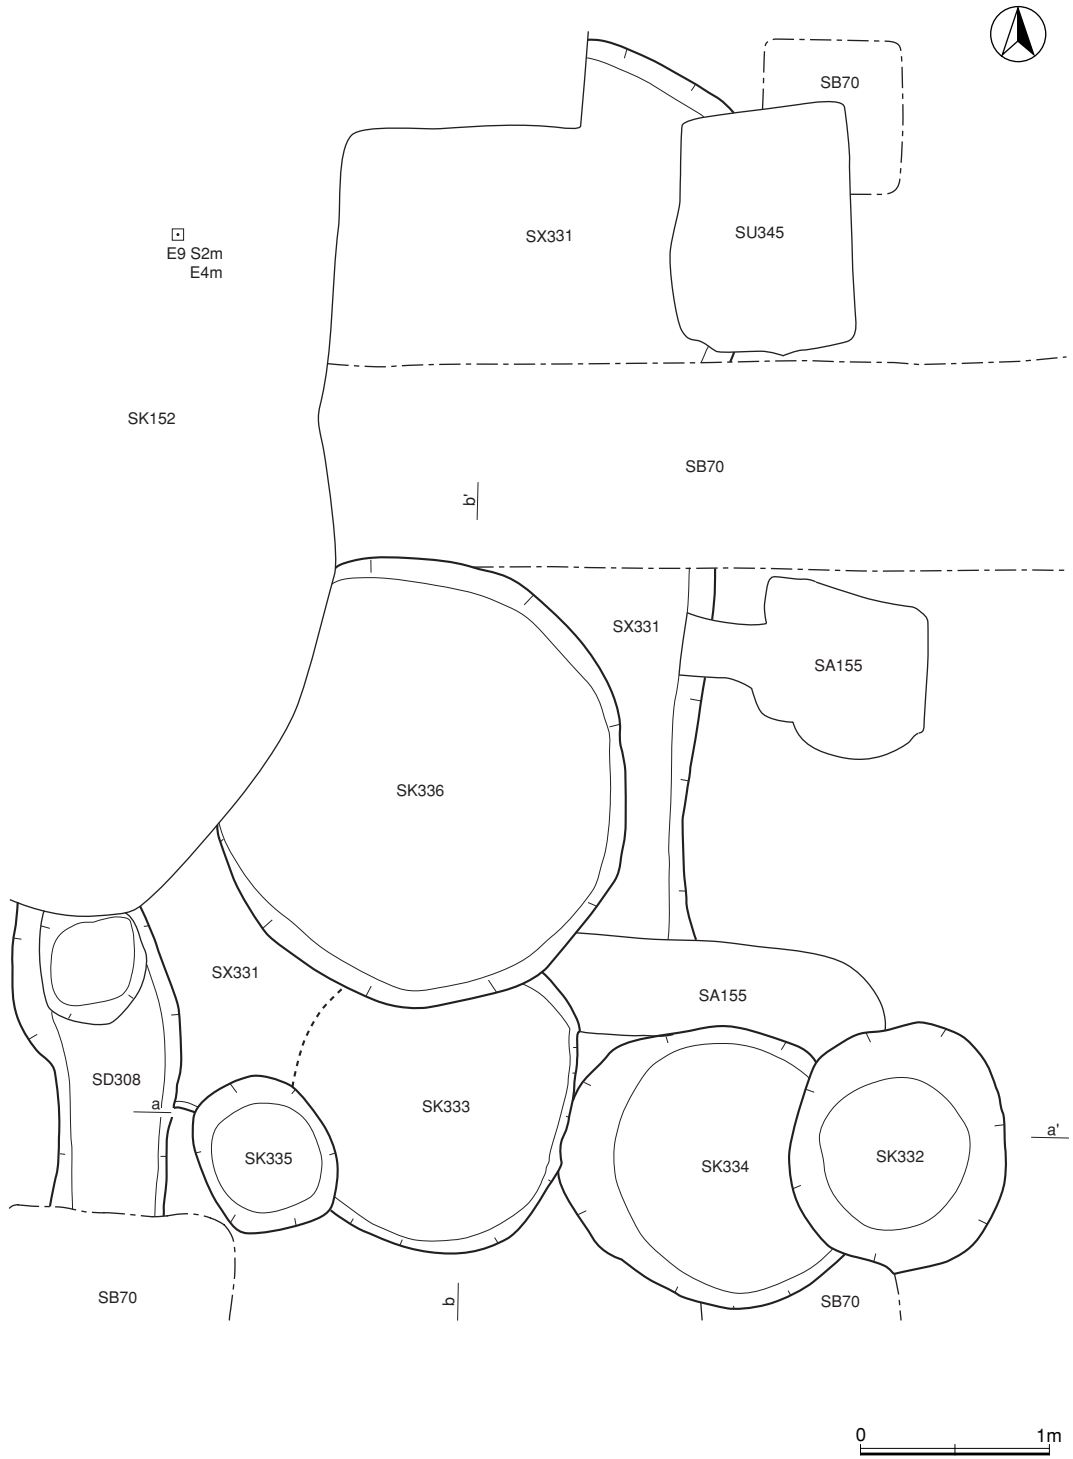 SB70
SX331
SU345
E9 S2m
E4m
SK152
SB70
b'
SX331
SA155
SK336
SX331
SA155
SD308
a
SK333
a'
SK335
SK334
SK332
SB70
b
SB70
0 1m